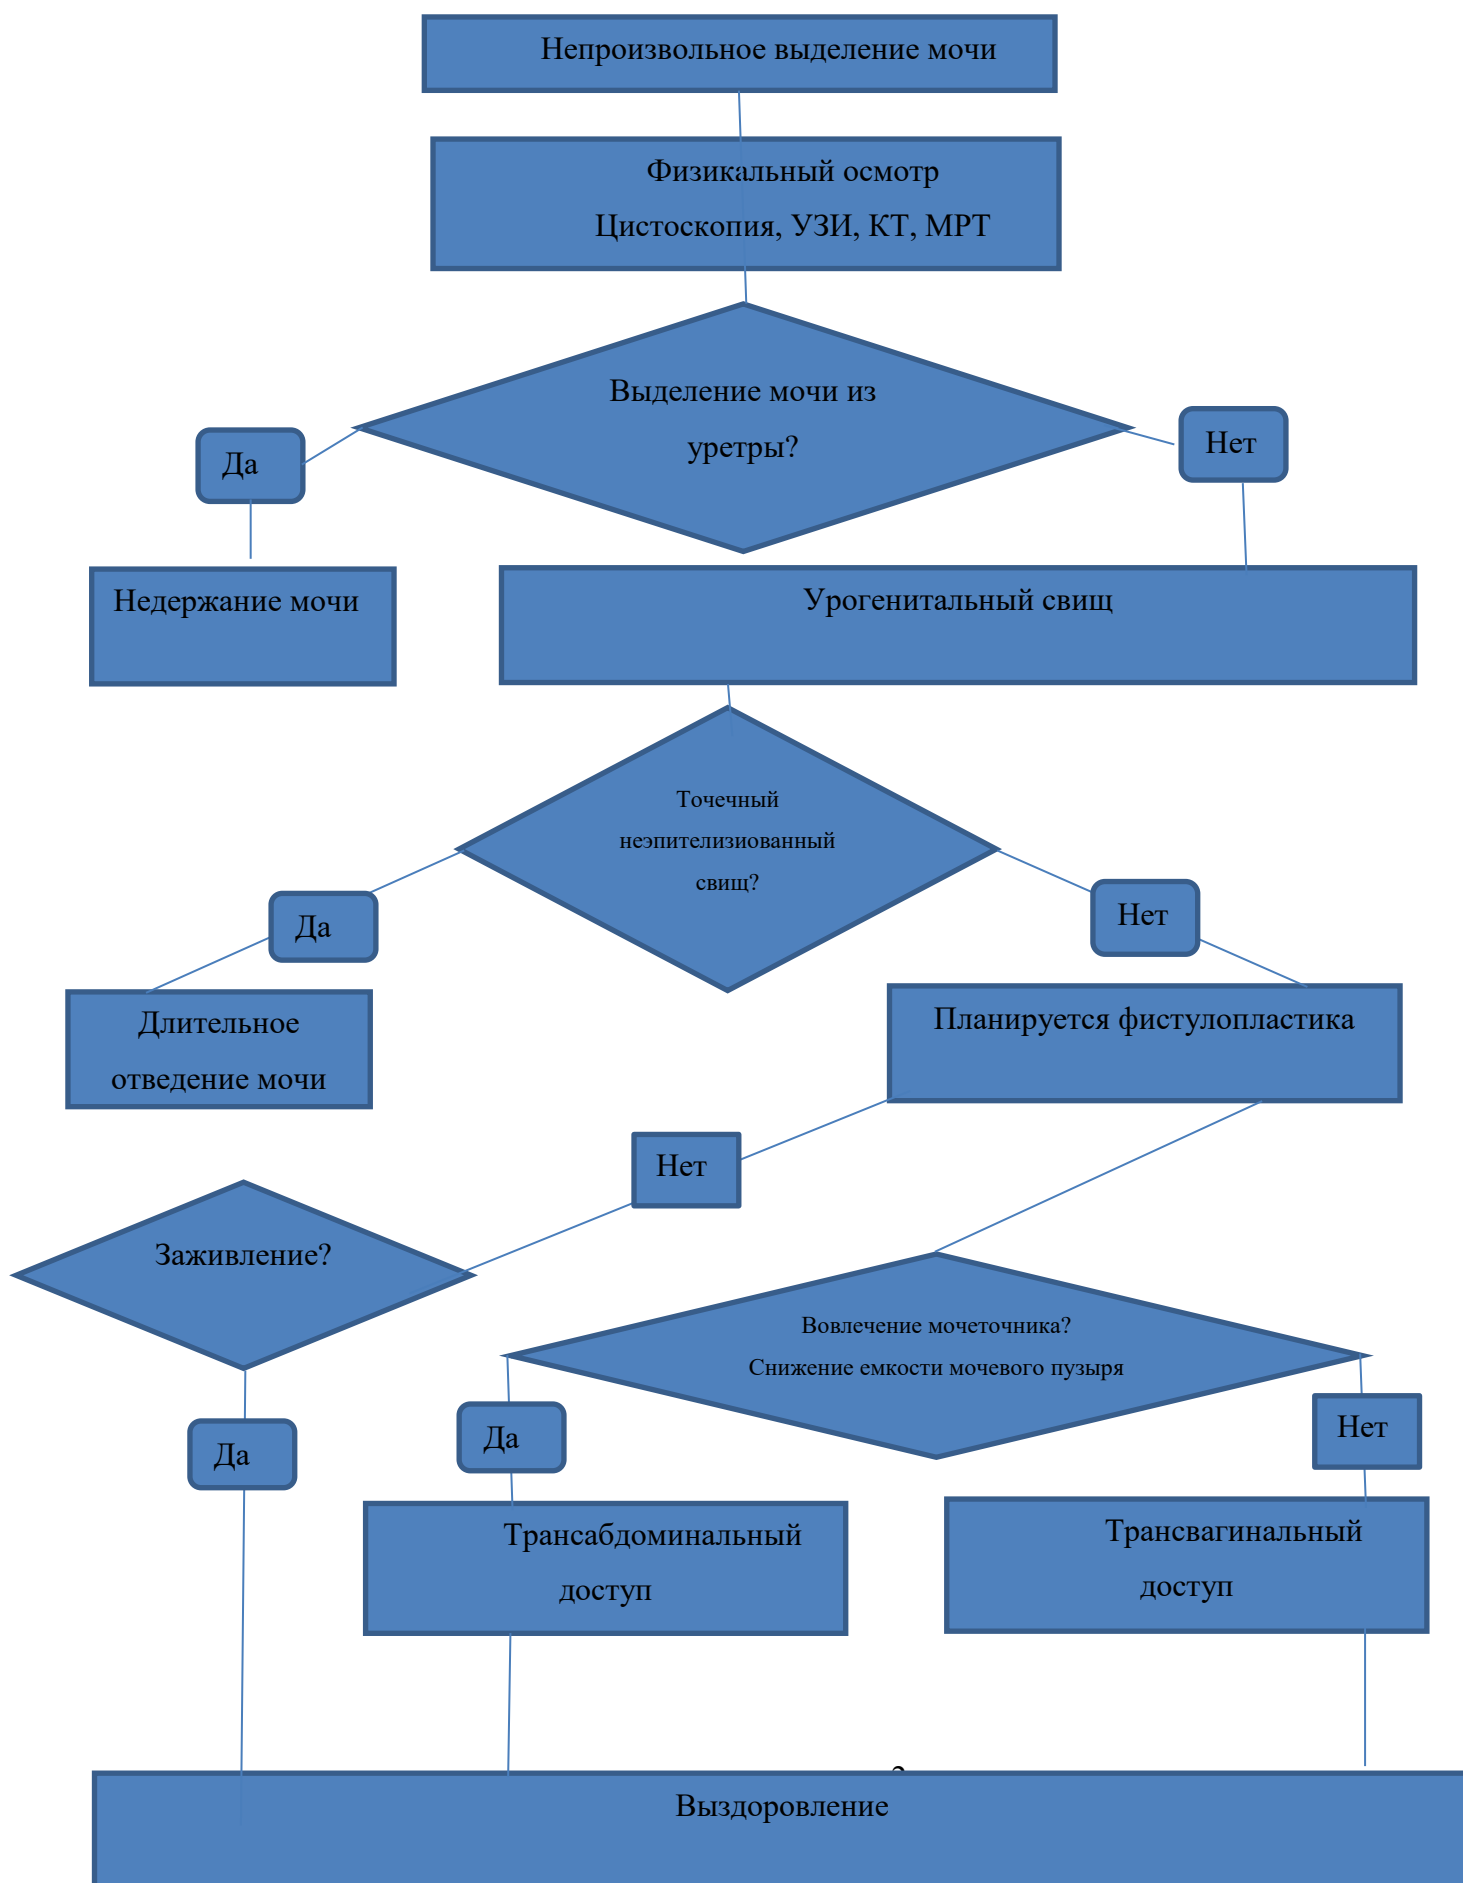 Непроизвольное выделение мочи
Физикальный осмотр
Цистоскопия, УЗИ, КТ, МРТ
Выделение мочи из
уретры?
Да
Нет
Недержание мочи
Урогенитальный свищ
Точечный
неэпителизиованный
свищ?
Да
Нет
Длительное
отведение мочи
Планируется фистулопластика
Нет
Заживление?
Вовлечение мочеточника?
Снижение емкости мочевого пузыря
Да
Да
Нет
Трансабдоминальный
доступ
Трансвагинальный
доступ
Выздоровление